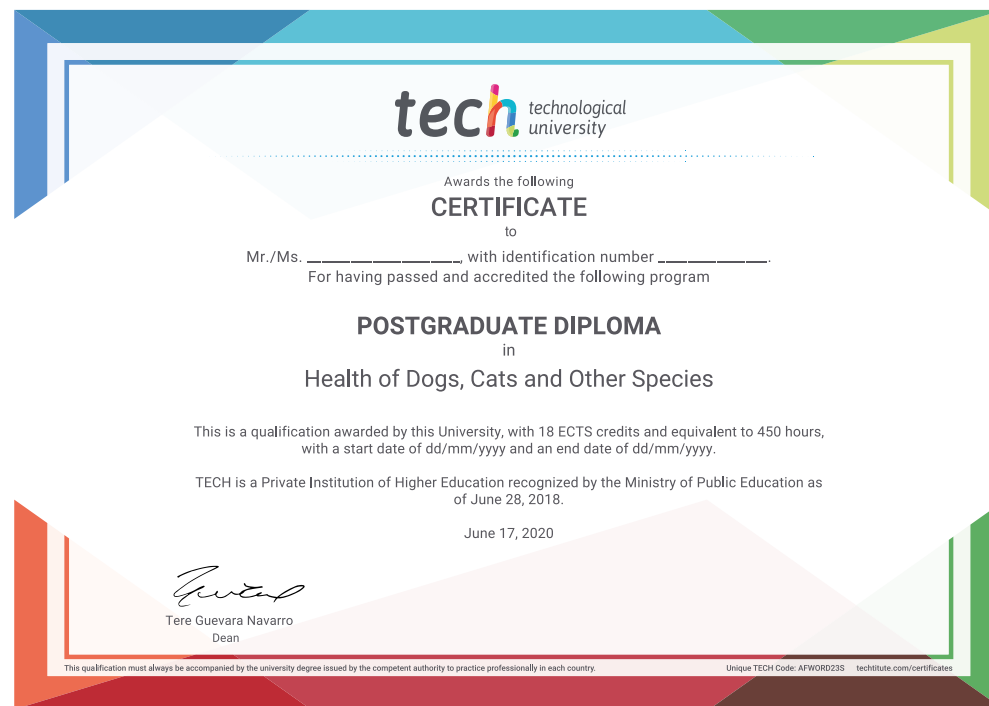 tech technological
university
Awards the following
CERTIFICATE
to
Mr./Ms. _____________________, with identification number _______________.
For having passed and accredited the following program
POSTGRADUATE DIPLOMA
in
Health of Dogs, Cats and Other Species
This is a qualification awarded by this University, with 18 ECTS credits and equivalent to 450 hours,
with a start date of dd/mm/yyyy and an end date of dd/mm/yyyy.
TECH is a Private Institution of Higher Education recognized by the Ministry of Public Education as
of June 28, 2018.
June 17, 2020
Tere Guevara Navarro
Dean
This qualification must always be accompanied by the university degree issued by the competent authority to practice professionally in each country.
Unique TECH Code: AFWORD23S techtitute.com/certificates